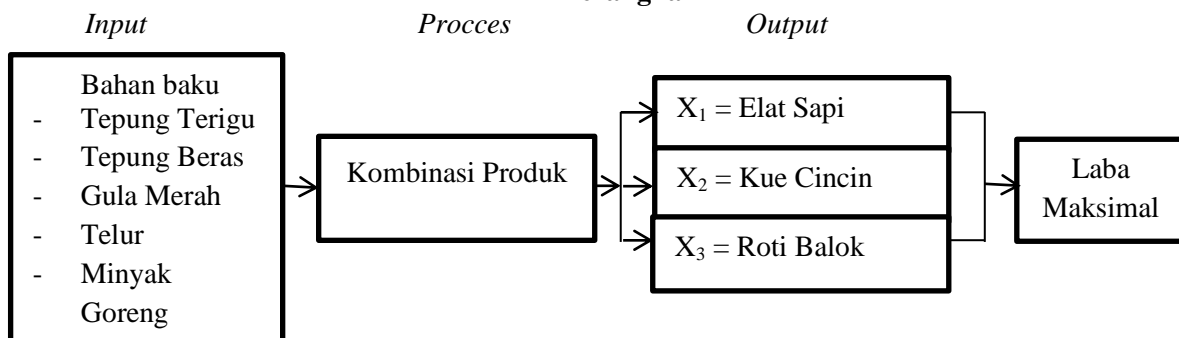 Input Procces Output
Bahan baku
- Tepung Terigu
- Tepung Beras
- Gula Merah
- Telur
- Minyak
Goreng
Kombinasi Produk
X₁ = Elat Sapi
X₂ = Kue Cincin
X₃ = Roti Balok
Laba
Maksimal